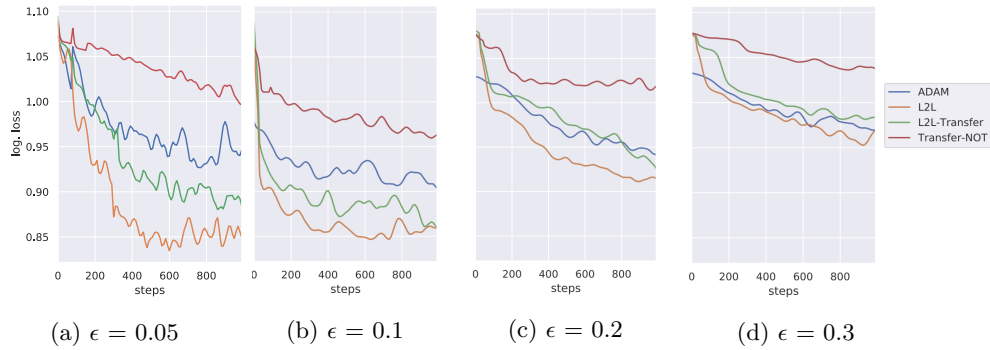 1.10
1.05
1.00
0.95
0.90
0.85
log. loss
0 200 400 600 800
steps
0 200 400 600 800
steps
0 200 400 600 800
steps
0 200 400 600 800
steps
ADAM
L2L
L2L-Transfer
Transfer-NOT
(a) ϵ = 0.05
(b) ϵ = 0.1
(c) ϵ = 0.2
(d) ϵ = 0.3